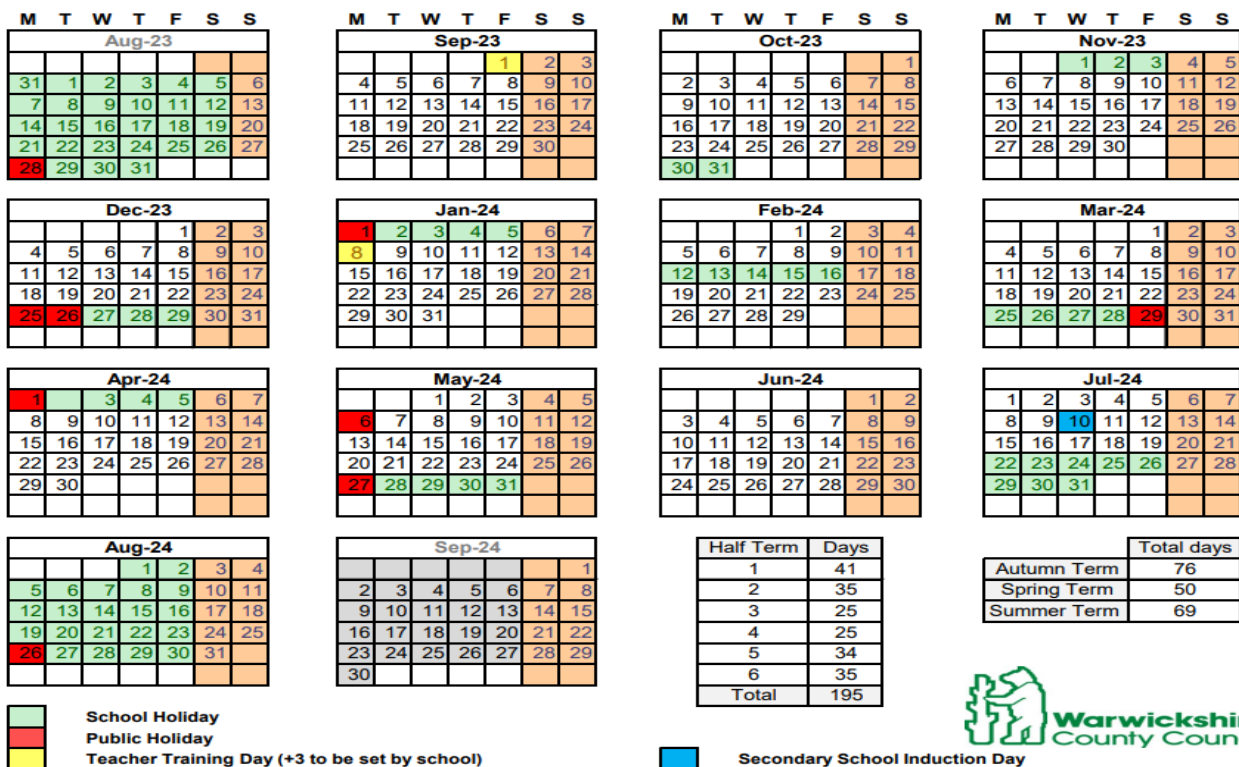 M T W T F S S M T W T F S S M T W T F S S M T W T F S S
Aug-23
31 1 2 3 4 5 6
7 8 9 10 11 12 13
14 15 16 17 18 19 20
21 22 23 24 25 26 27
28 29 30 31
Sep-23
1 2 3
4 5 6 7 8 9 10
11 12 13 14 15 16 17
18 19 20 21 22 23 24
25 26 27 28 29 30
Oct-23
1
2 3 4 5 6 7 8
9 10 11 12 13 14 15
16 17 18 19 20 21 22
23 24 25 26 27 28 29
30 31
Nov-23
1 2 3 4 5
6 7 8 9 10 11 12
13 14 15 16 17 18 19
20 21 22 23 24 25 26
27 28 29 30
Dec-23
1 2 3
4 5 6 7 8 9 10
11 12 13 14 15 16 17
18 19 20 21 22 23 24
25 26 27 28 29 30 31
Jan-24
1 2 3 4 5 6 7
8 9 10 11 12 13 14
15 16 17 18 19 20 21
22 23 24 25 26 27 28
29 30 31
Feb-24
1 2 3 4
5 6 7 8 9 10 11
12 13 14 15 16 17 18
19 20 21 22 23 24 25
26 27 28 29
Mar-24
1 2 3
4 5 6 7 8 9 10
11 12 13 14 15 16 17
18 19 20 21 22 23 24
25 26 27 28 29 30 31
Apr-24
1 3 4 5 6 7
8 9 10 11 12 13 14
15 16 17 18 19 20 21
22 23 24 25 26 27 28
29 30
May-24
1 2 3 4 5
6 7 8 9 10 11 12
13 14 15 16 17 18 19
20 21 22 23 24 25 26
27 28 29 30 31
Jun-24
1 2
3 4 5 6 7 8 9
10 11 12 13 14 15 16
17 18 19 20 21 22 23
24 25 26 27 28 29 30
Jul-24
1 2 3 4 5 6 7
8 9 10 11 12 13 14
15 16 17 18 19 20 21
22 23 24 25 26 27 28
29 30 31
Aug-24
1 2 3 4
5 6 7 8 9 10 11
12 13 14 15 16 17 18
19 20 21 22 23 24 25
26 27 28 29 30 31
Sep-24
1
2 3 4 5 6 7 8
9 10 11 12 13 14 15
16 17 18 19 20 21 22
23 24 25 26 27 28 29
30
Half Term Days
1 41
2 35
3 25
4 25
5 34
6 35
Total 195
Total days
Autumn Term 76
Spring Term 50
Summer Term 69
School Holiday
Public Holiday
Teacher Training Day (+3 to be set by school)
Secondary School Induction Day
Warwickshi
County Coun